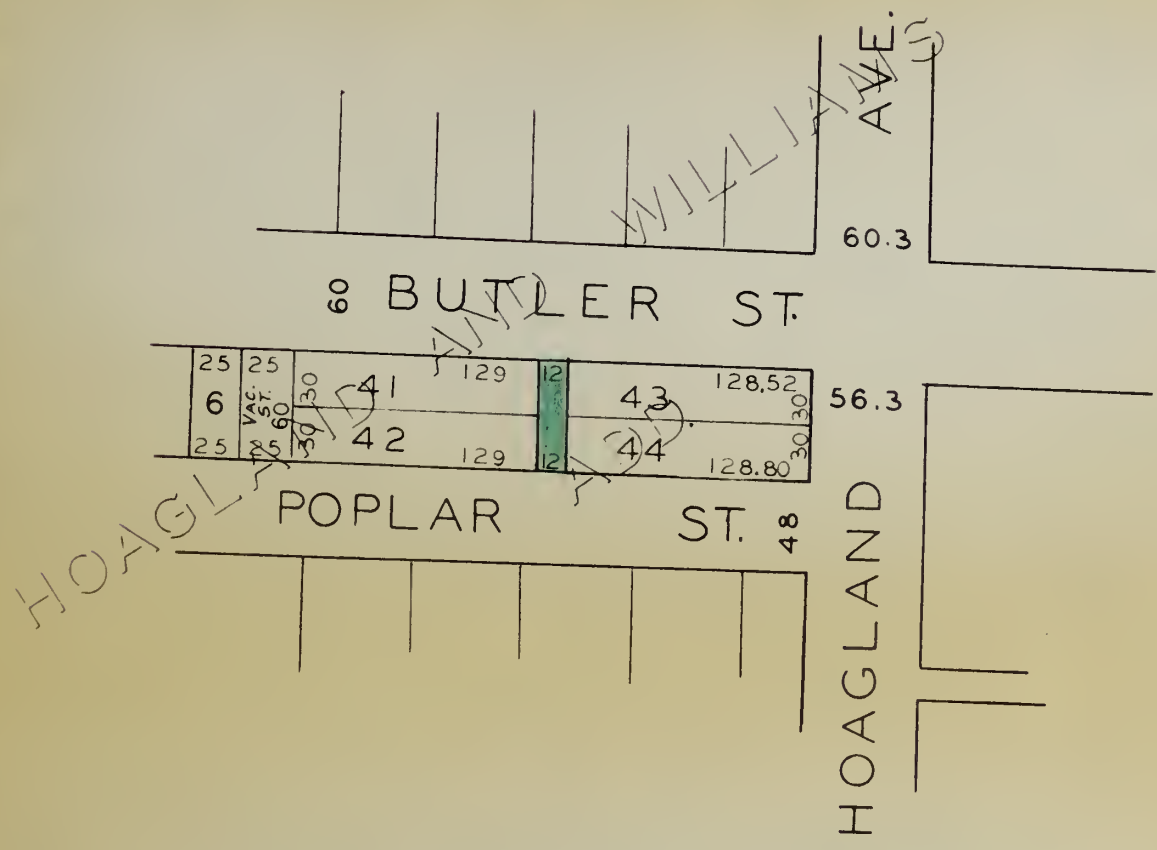 HOAGLAND AVE.
60.3
60 BUTLER ST.
HOAGLAND AND WILLIAMS
ADD.
25 25 30 41 129 12 43 128.52 30
6 VAC. ST. 60
56.3
25 25 30 42 129 12 44 128.80 30
POPLAR ST. 48